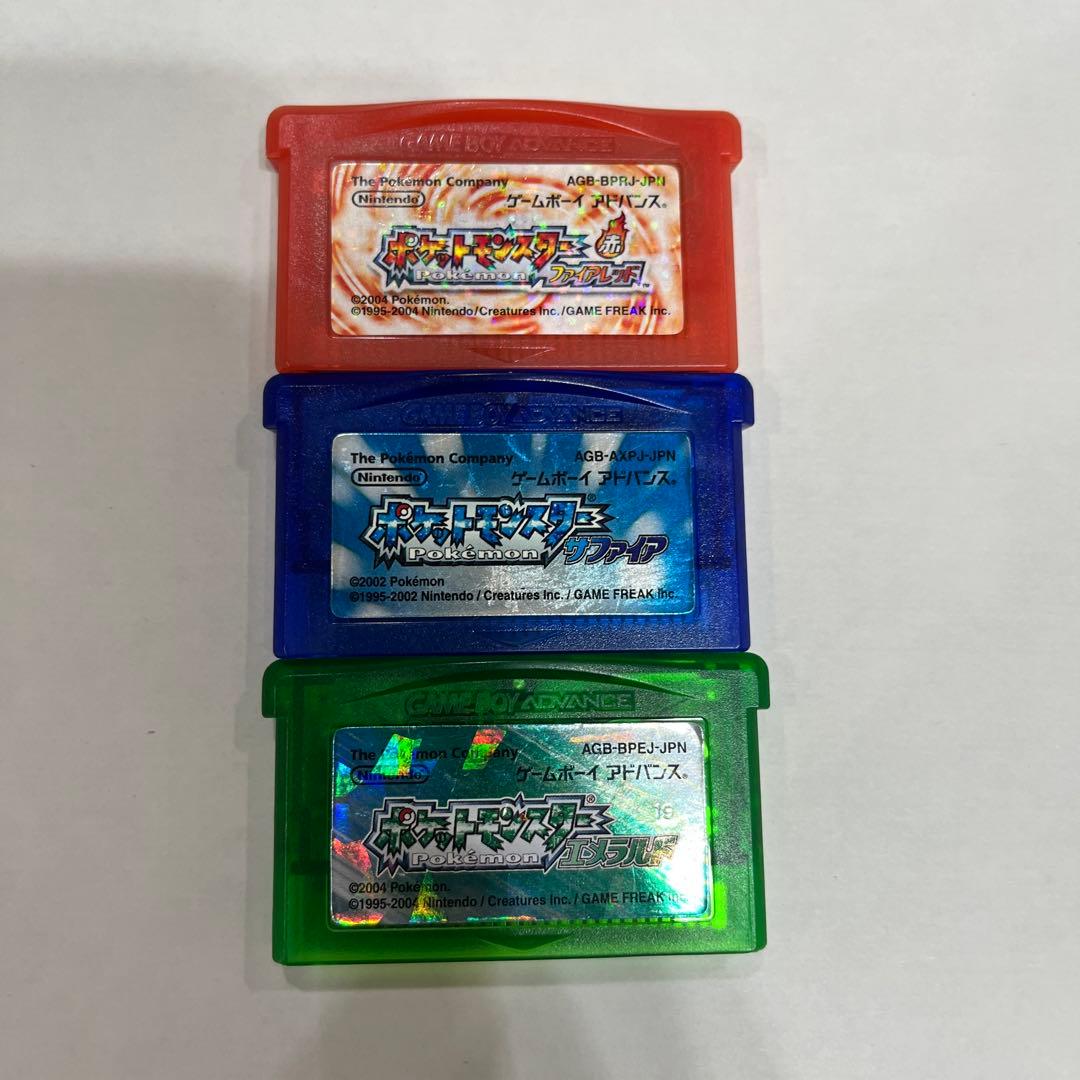 GAME BOY ADVANCE
The Pokémon Company AGB-BPRJ-JPN
Nintendo ゲームボーイ アドバンス®
ポケットモンスター 赤
Pokémon ファイアレッド™
©2004 Pokémon.
©1995-2004 Nintendo/Creatures Inc./GAME FREAK Inc.
GAME BOY ADVANCE
The Pokémon Company AGB-AXPJ-JPN
Nintendo ゲームボーイ アドバンス®
ポケットモンスター®
Pokémon サファイア
©2002 Pokémon
©1995-2002 Nintendo / Creatures Inc. / GAME FREAK Inc.
GAME BOY ADVANCE
The Pokémon Company AGB-BPEJ-JPN
Nintendo ゲームボーイ アドバンス®
19
ポケットモンスター®
Pokémon エメラルド
©2004 Pokémon.
©1995-2004 Nintendo / Creatures Inc. / GAME FREAK Inc.